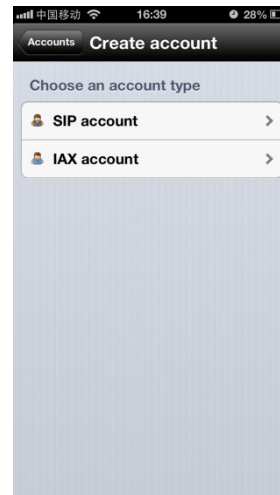 中国移动 16:39 28%
Accounts Create account
Choose an account type
SIP account
IAX account